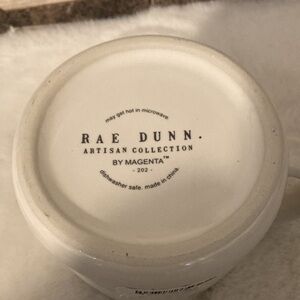 may get hot in microwave.
RAE DUNN.
ARTISAN COLLECTION
BY MAGENTA™
- 202 -
dishwasher safe. made in china.